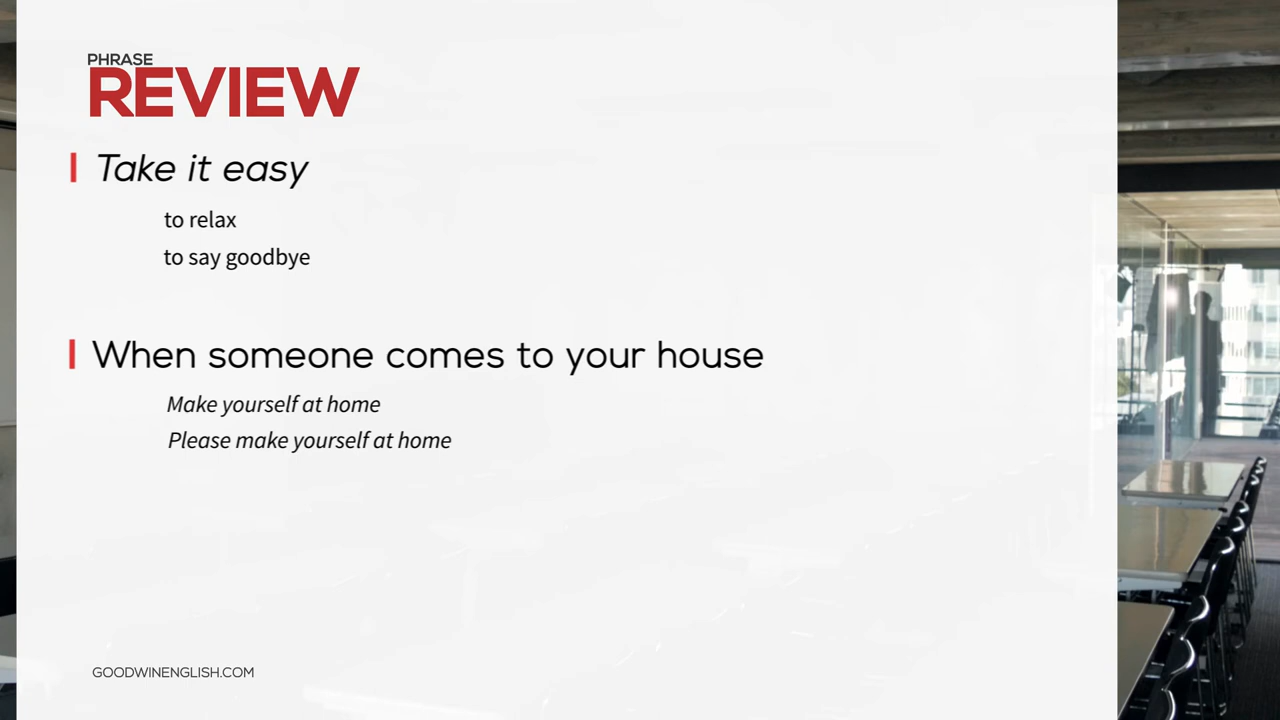 PHRASE
REVIEW
Take it easy
to relax
to say goodbye
When someone comes to your house
Make yourself at home
Please make yourself at home
GOODWINENGLISH.COM